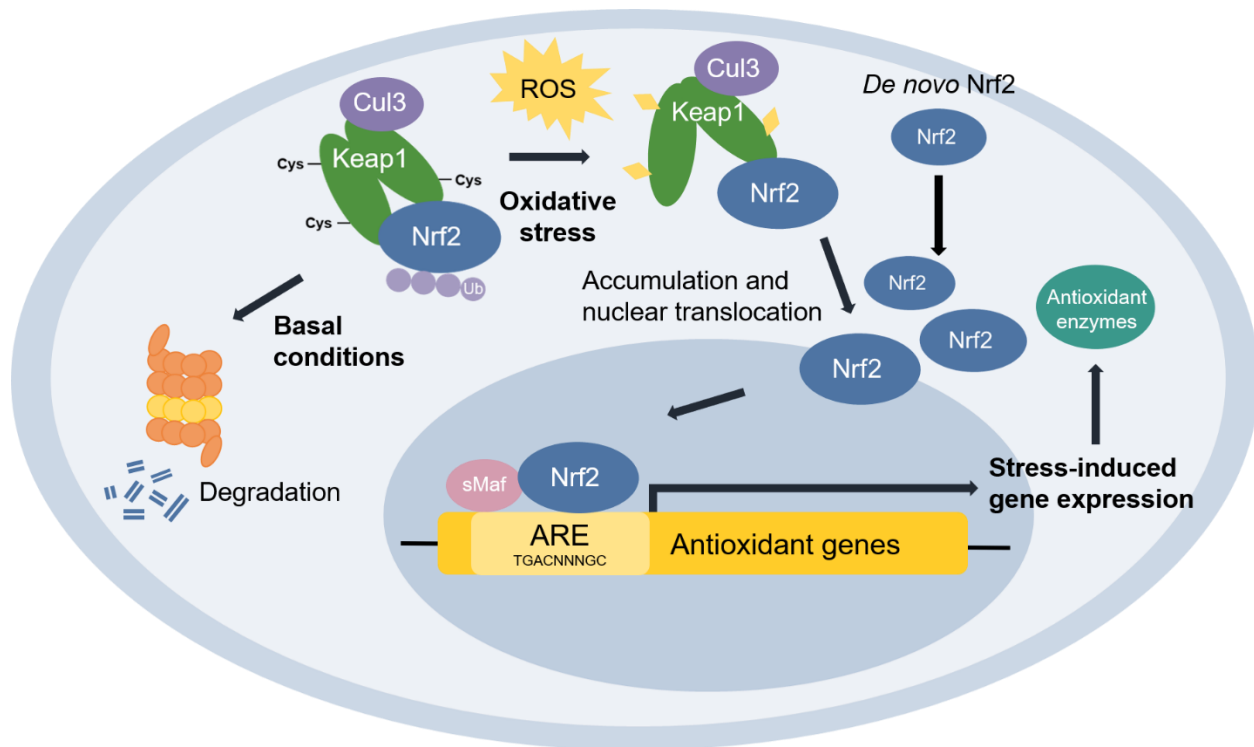 Cul3
Keap1
Cys
Cys
Cys
Nrf2
Ub
ROS
Oxidative
stress
Cul3
Keap1
Nrf2
De novo Nrf2
Nrf2
Basal
conditions
Degradation
Accumulation and
nuclear translocation
Nrf2
Nrf2
Nrf2
Antioxidant
enzymes
Stress-induced
gene expression
sMaf
Nrf2
ARE
TGACNNNGC
Antioxidant genes